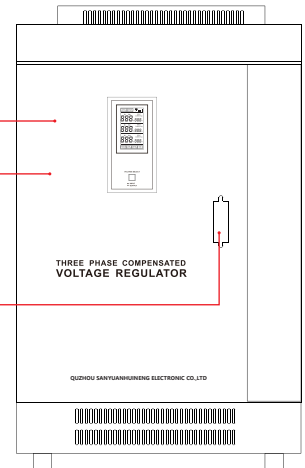 THREE PHASE COMPENSATED
VOLTAGE REGULATOR
QUZHOU SANYUANHUINENG ELECTRONIC CO.,LTD